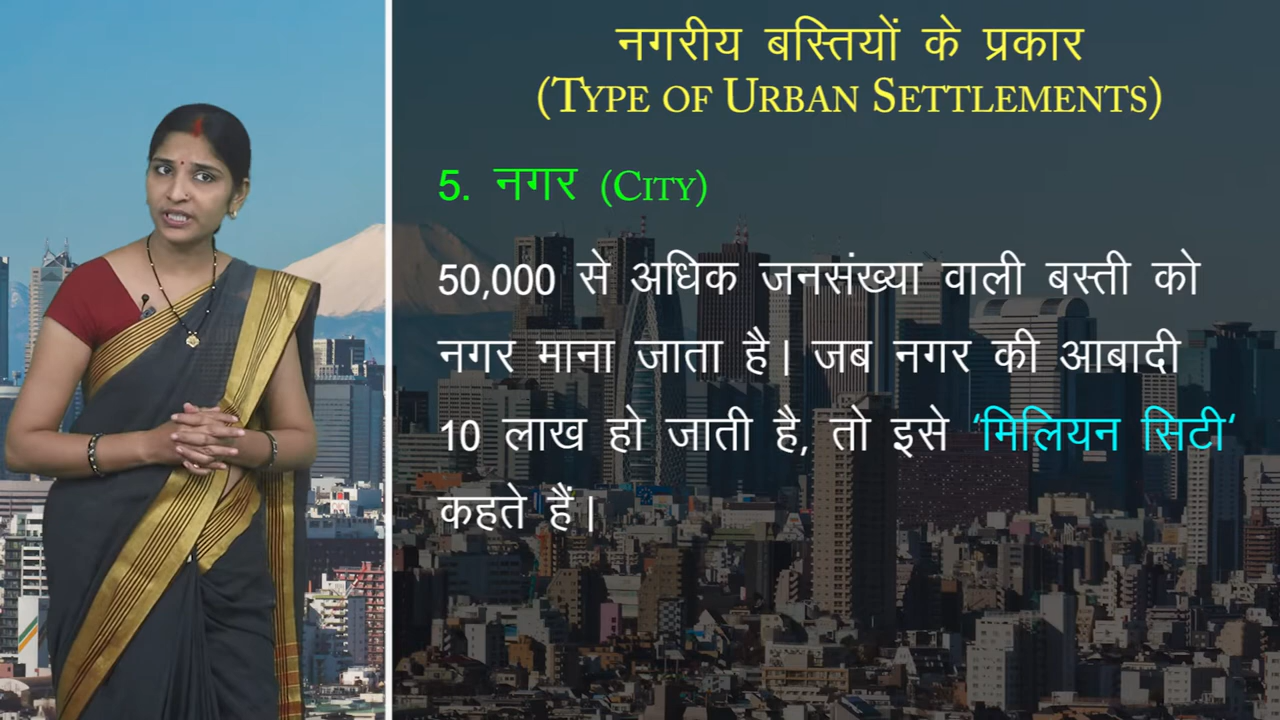 नगरीय बस्तियों के प्रकार
(TYPE OF URBAN SETTLEMENTS)
5. नगर (CITY)
50,000 से अधिक जनसंख्या वाली बस्ती को
नगर माना जाता है। जब नगर की आबादी
10 लाख हो जाती है, तो इसे ‘मिलियन सिटी‘
कहते हैं।